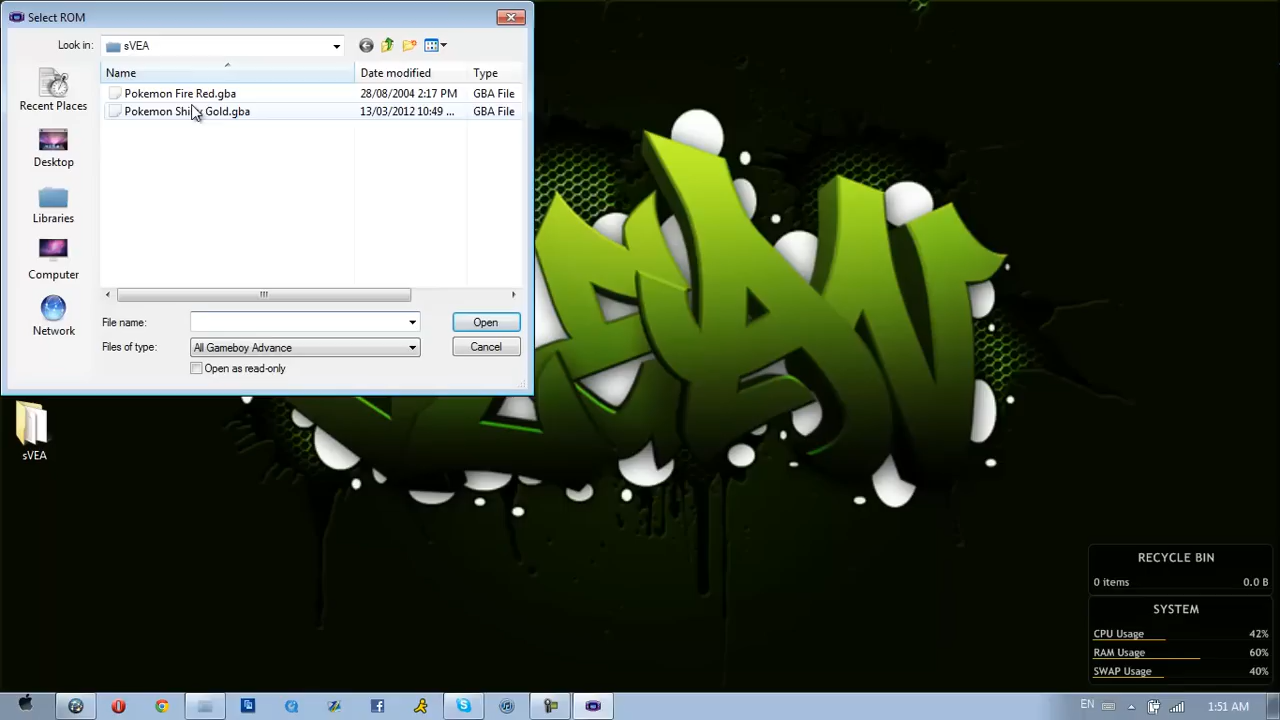 Select ROM
Look in: sVEA
Name Date modified Type
Pokemon Fire Red.gba 28/08/2004 2:17 PM GBA File
Pokemon Shiny Gold.gba 13/03/2012 10:49 ... GBA File
Recent Places
Desktop
Libraries
Computer
Network
File name: Open
Files of type: All Gameboy Advance Cancel
Open as read-only
sVEA
RECYCLE BIN
0 items 0.0 B
SYSTEM
CPU Usage 42%
RAM Usage 60%
SWAP Usage 40%
EN 1:51 AM